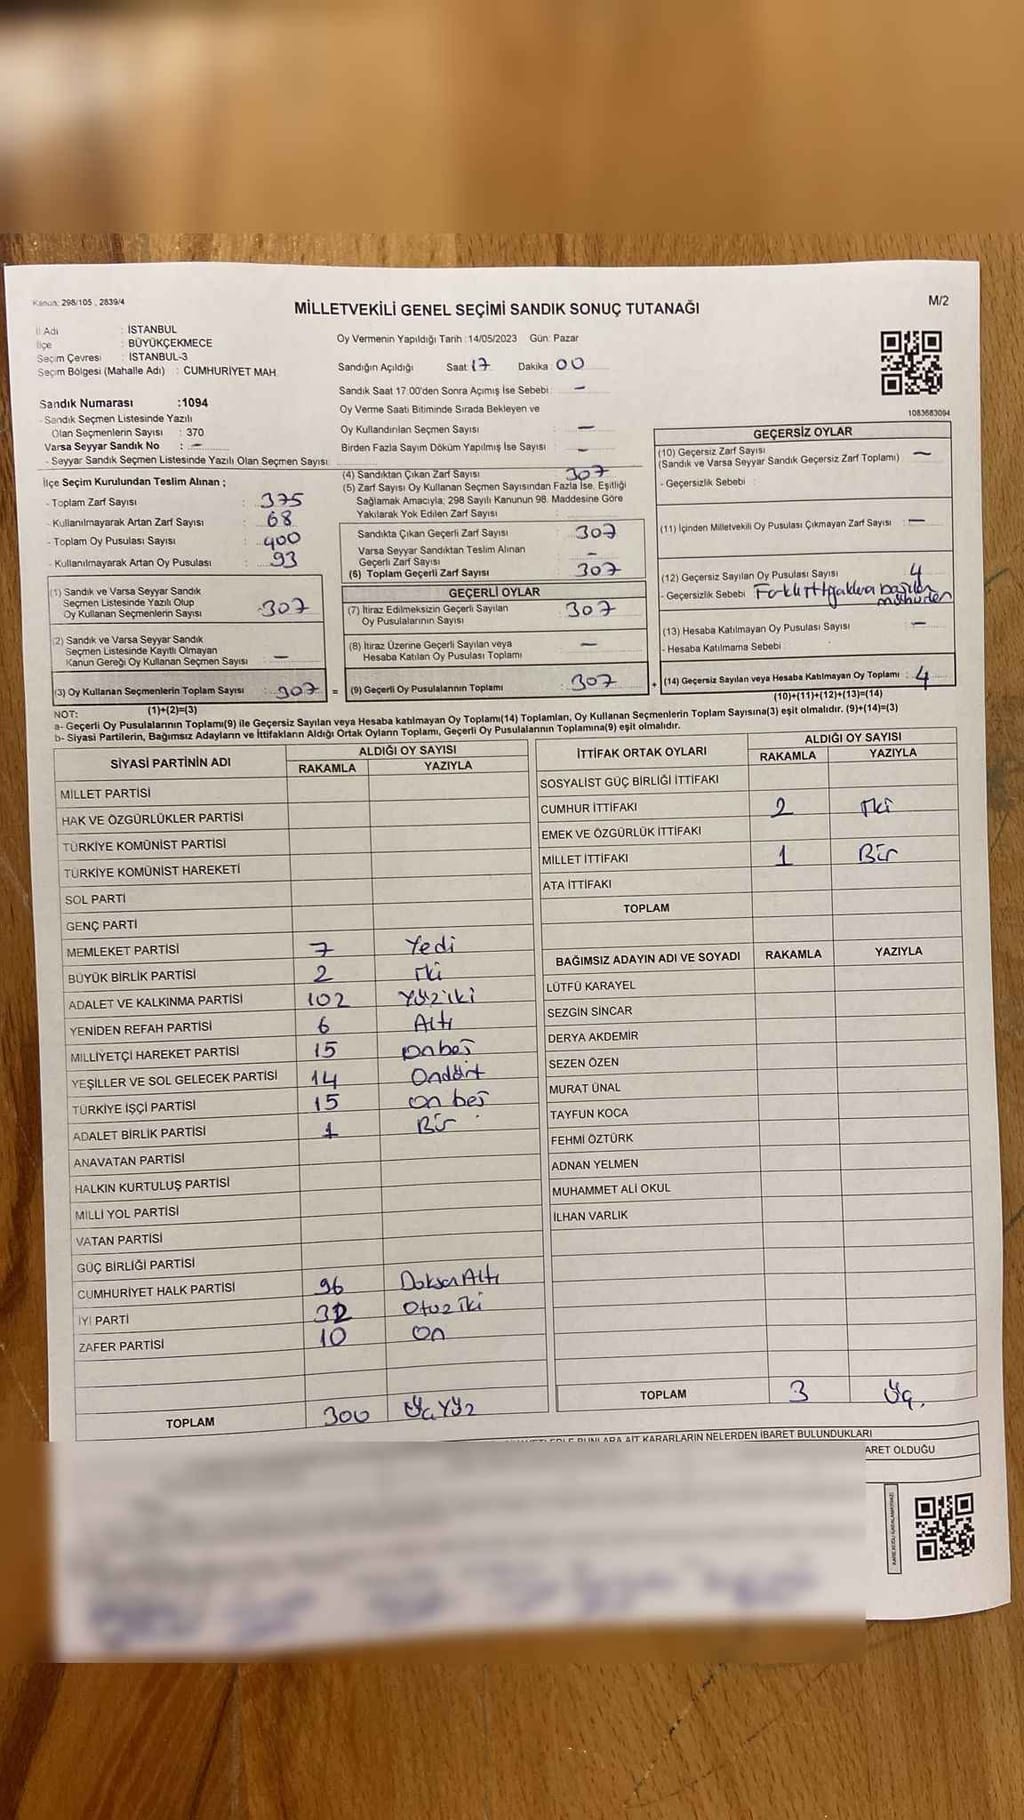 Kanun: 298/105 , 2839/4
MİLLETVEKİLİ GENEL SEÇİMİ SANDIK SONUÇ TUTANAĞI
M/2
İl Adı : İSTANBUL
İlçe : BÜYÜKÇEKMECE
Seçim Çevresi : İSTANBUL-3
Seçim Bölgesi (Mahalle Adı) : CUMHURİYET MAH.
Sandık Numarası :1094
- Sandık Seçmen Listesinde Yazılı
Olan Seçmenlerin Sayısı : 370
Varsa Seyyar Sandık No : —
- Seyyar Sandık Seçmen Listesinde Yazılı Olan Seçmen Sayısı:
İlçe Seçim Kurulundan Teslim Alınan ;
- Toplam Zarf Sayısı : 375
- Kullanılmayarak Artan Zarf Sayısı : 68
- Toplam Oy Pusulası Sayısı : 400
- Kullanılmayarak Artan Oy Pusulası : 93
(1) Sandık ve Varsa Seyyar Sandık
Seçmen Listesinde Yazılı Olup
Oy Kullanan Seçmenlerin Sayısı : 307
(2) Sandık ve Varsa Seyyar Sandık
Seçmen Listesinde Kayıtlı Olmayan
Kanun Gereği Oy Kullanan Seçmen Sayısı : —
(3) Oy Kullanan Seçmenlerin Toplam Sayısı : 307
(1)+(2)=(3)
Oy Vermenin Yapıldığı Tarih :14/05/2023 Gün: Pazar
Sandığın Açıldığı Saat 17 Dakika 00
Sandık Saat 17.00'den Sonra Açımış İse Sebebi : —
Oy Verme Saati Bitiminde Sırada Bekleyen ve
Oy Kullandırılan Seçmen Sayısı : —
Birden Fazla Sayım Döküm Yapılmış İse Sayısı : —
(4) Sandıktan Çıkan Zarf Sayısı : 307
(5) Zarf Sayısı Oy Kullanan Seçmen Sayısından Fazla İse, Eşitliği
Sağlamak Amacıyla; 298 Sayılı Kanunun 98. Maddesine Göre
Yakılarak Yok Edilen Zarf Sayısı :
Sandıkta Çıkan Geçerli Zarf Sayısı : 307
Varsa Seyyar Sandıktan Teslim Alınan
Geçerli Zarf Sayısı : —
(6) Toplam Geçerli Zarf Sayısı : 307
GEÇERLİ OYLAR
(7) İtiraz Edilmeksizin Geçerli Sayılan
Oy Pusulalarının Sayısı : 307
(8) İtiraz Üzerine Geçerli Sayılan veya
Hesaba Katılan Oy Pusulası Toplamı : —
= (9) Geçerli Oy Pusulalarının Toplamı : 307
1083683094
GEÇERSİZ OYLAR
(10) Geçersiz Zarf Sayısı : —
(Sandık ve Varsa Seyyar Sandık Geçersiz Zarf Toplamı)
- Geçersizlik Sebebi :
(11) İçinden Milletvekili Oy Pusulası Çıkmayan Zarf Sayısı : —
(12) Geçersiz Sayılan Oy Pusulası Sayısı : 4
- Geçersizlik Sebebi : Farklı ittifaklara basılan
mühürden
(13) Hesaba Katılmayan Oy Pusulası Sayısı : —
- Hesaba Katılmama Sebebi :
+ (14) Geçersiz Sayılan veya Hesaba Katılmayan Oy Toplamı : 4
(10)+(11)+(12)+(13)=(14)
NOT:
a- Geçerli Oy Pusulalarının Toplamı(9) ile Geçersiz Sayılan veya Hesaba katılmayan Oy Toplamı(14) Toplamları, Oy Kullanan Seçmenlerin Toplam Sayısına(3) eşit olmalıdır. (9)+(14)=(3)
b- Siyasi Partilerin, Bağımsız Adayların ve İttifakların Aldığı Ortak Oyların Toplamı, Geçerli Oy Pusulalarının Toplamına(9) eşit olmalıdır.
SİYASİ PARTİNİN ADI ALDIĞI OY SAYISI
RAKAMLA YAZIYLA
MİLLET PARTİSİ
HAK VE ÖZGÜRLÜKLER PARTİSİ
TÜRKİYE KOMÜNİST PARTİSİ
TÜRKİYE KOMÜNİST HAREKETİ
SOL PARTİ
GENÇ PARTİ
MEMLEKET PARTİSİ 7 Yedi
BÜYÜK BİRLİK PARTİSİ 2 İki
ADALET VE KALKINMA PARTİSİ 102 Yüziki
YENİDEN REFAH PARTİSİ 6 Altı
MİLLİYETÇİ HAREKET PARTİSİ 15 onbeş
YEŞİLLER VE SOL GELECEK PARTİSİ 14 Ondört
TÜRKİYE İŞÇİ PARTİSİ 15 on beş
ADALET BİRLİK PARTİSİ 1 Bir
ANAVATAN PARTİSİ
HALKIN KURTULUŞ PARTİSİ
MİLLİ YOL PARTİSİ
VATAN PARTİSİ
GÜÇ BİRLİĞİ PARTİSİ
CUMHURİYET HALK PARTİSİ 96 DoksanAltı
İYİ PARTİ 32 Otuz iki
ZAFER PARTİSİ 10 on
TOPLAM 300 Üçyüz
İTTİFAK ORTAK OYLARI ALDIĞI OY SAYISI
RAKAMLA YAZIYLA
SOSYALİST GÜÇ BİRLİĞİ İTTİFAKI
CUMHUR İTTİFAKI 2 İki
EMEK VE ÖZGÜRLÜK İTTİFAKI
MİLLET İTTİFAKI 1 Bir
ATA İTTİFAKI
TOPLAM
BAĞIMSIZ ADAYIN ADI VE SOYADI RAKAMLA YAZIYLA
LÜTFÜ KARAYEL
SEZGİN SİNCAR
DERYA AKDEMİR
SEZEN ÖZEN
MURAT ÜNAL
TAYFUN KOCA
FEHMİ ÖZTÜRK
ADNAN YELMEN
MUHAMMET ALİ OKUL
İLHAN VARLIK
TOPLAM 3 Üç.
BUNLARA AİT KARARLARIN NELERDEN İBARET BULUNDUKLARI
OLDUĞU